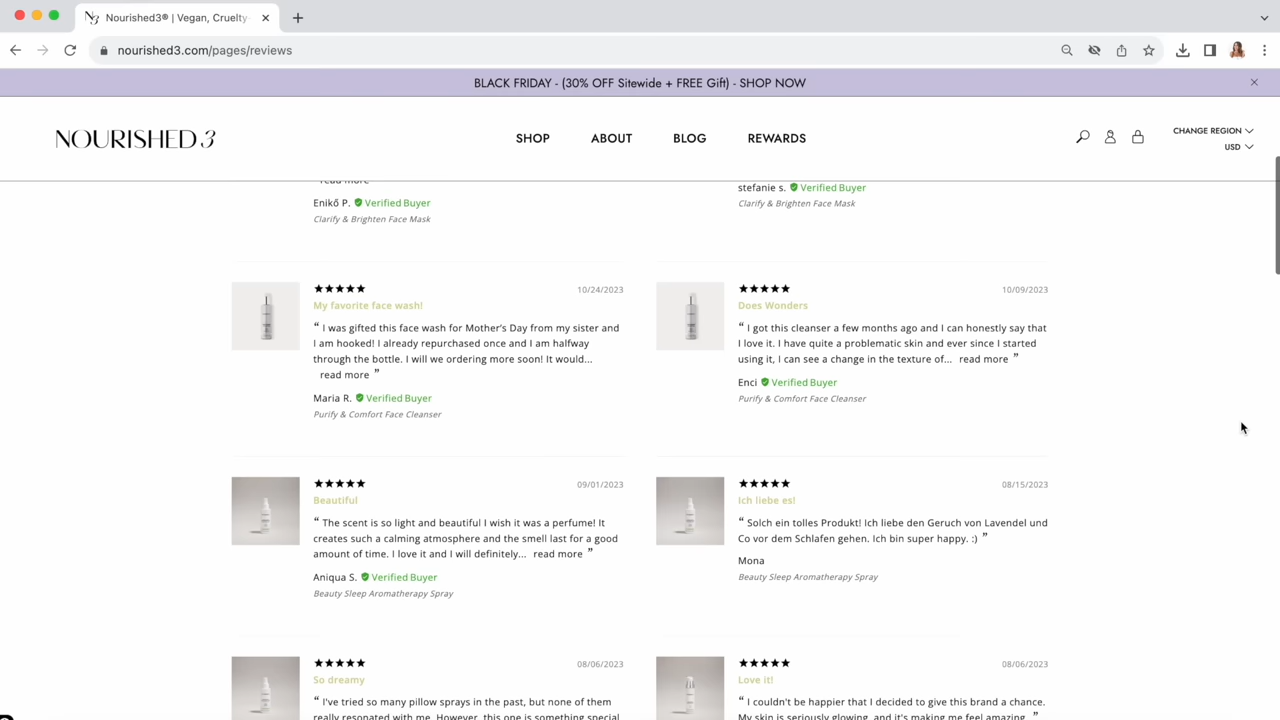 Nourished3® | Vegan, Cruelty-
nourished3.com/pages/reviews
BLACK FRIDAY - (30% OFF Sitewide + FREE Gift) - SHOP NOW
NOURISHED 3
SHOP
ABOUT
BLOG
REWARDS
CHANGE REGION
USD
read more
Enikő P. Verified Buyer
Clarify & Brighten Face Mask
stefanie s. Verified Buyer
Clarify & Brighten Face Mask
10/24/2023
My favorite face wash!
“ I was gifted this face wash for Mother’s Day from my sister and
I am hooked! I already repurchased once and I am halfway
through the bottle. I will we ordering more soon! It would...
read more ”
Maria R. Verified Buyer
Purify & Comfort Face Cleanser
10/09/2023
Does Wonders
“ I got this cleanser a few months ago and I can honestly say that
I love it. I have quite a problematic skin and ever since I started
using it, I can see a change in the texture of... read more ”
Enci Verified Buyer
Purify & Comfort Face Cleanser
09/01/2023
Beautiful
“ The scent is so light and beautiful I wish it was a perfume! It
creates such a calming atmosphere and the smell last for a good
amount of time. I love it and I will definitely... read more ”
Aniqua S. Verified Buyer
Beauty Sleep Aromatherapy Spray
08/15/2023
Ich liebe es!
“ Solch ein tolles Produkt! Ich liebe den Geruch von Lavendel und
Co vor dem Schlafen gehen. Ich bin super happy. :) ”
Mona
Beauty Sleep Aromatherapy Spray
08/06/2023
So dreamy
“ I've tried so many pillow sprays in the past, but none of them
really resonated with me. However, this one is something special
08/06/2023
Love it!
“ I couldn't be happier that I decided to give this brand a chance.
My skin is seriously glowing, and it's making me feel amazing.